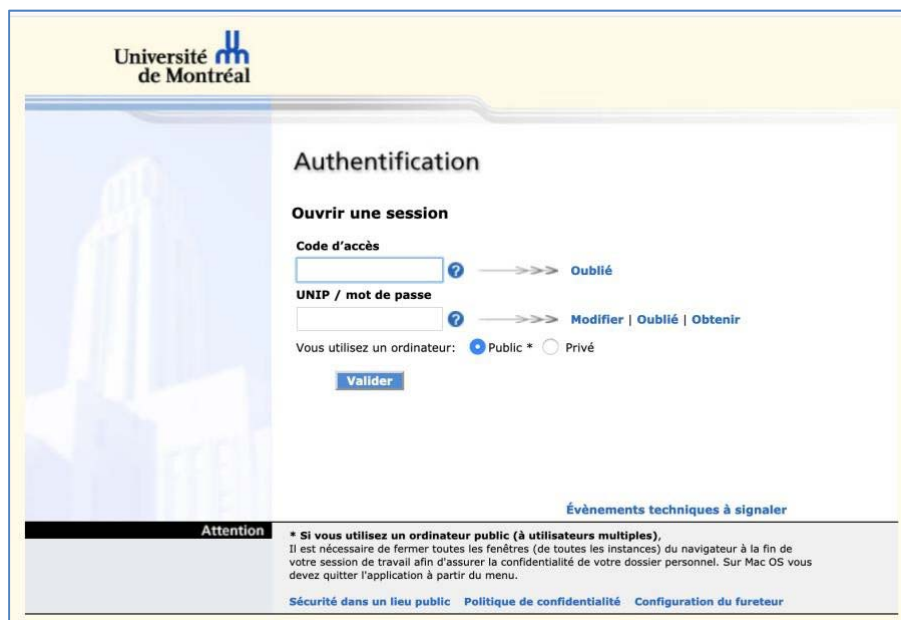 Université
de Montréal
Authentification
Ouvrir une session
Code d'accès
? >>> Oublié
UNIP / mot de passe
? >>> Modifier | Oublié | Obtenir
Vous utilisez un ordinateur: Public * Privé
Valider
Évènements techniques à signaler
Attention
* Si vous utilisez un ordinateur public (à utilisateurs multiples),
Il est nécessaire de fermer toutes les fenêtres (de toutes les instances) du navigateur à la fin de
votre session de travail afin d'assurer la confidentialité de votre dossier personnel. Sur Mac OS vous
devez quitter l'application à partir du menu.
Sécurité dans un lieu public Politique de confidentialité Configuration du fureteur